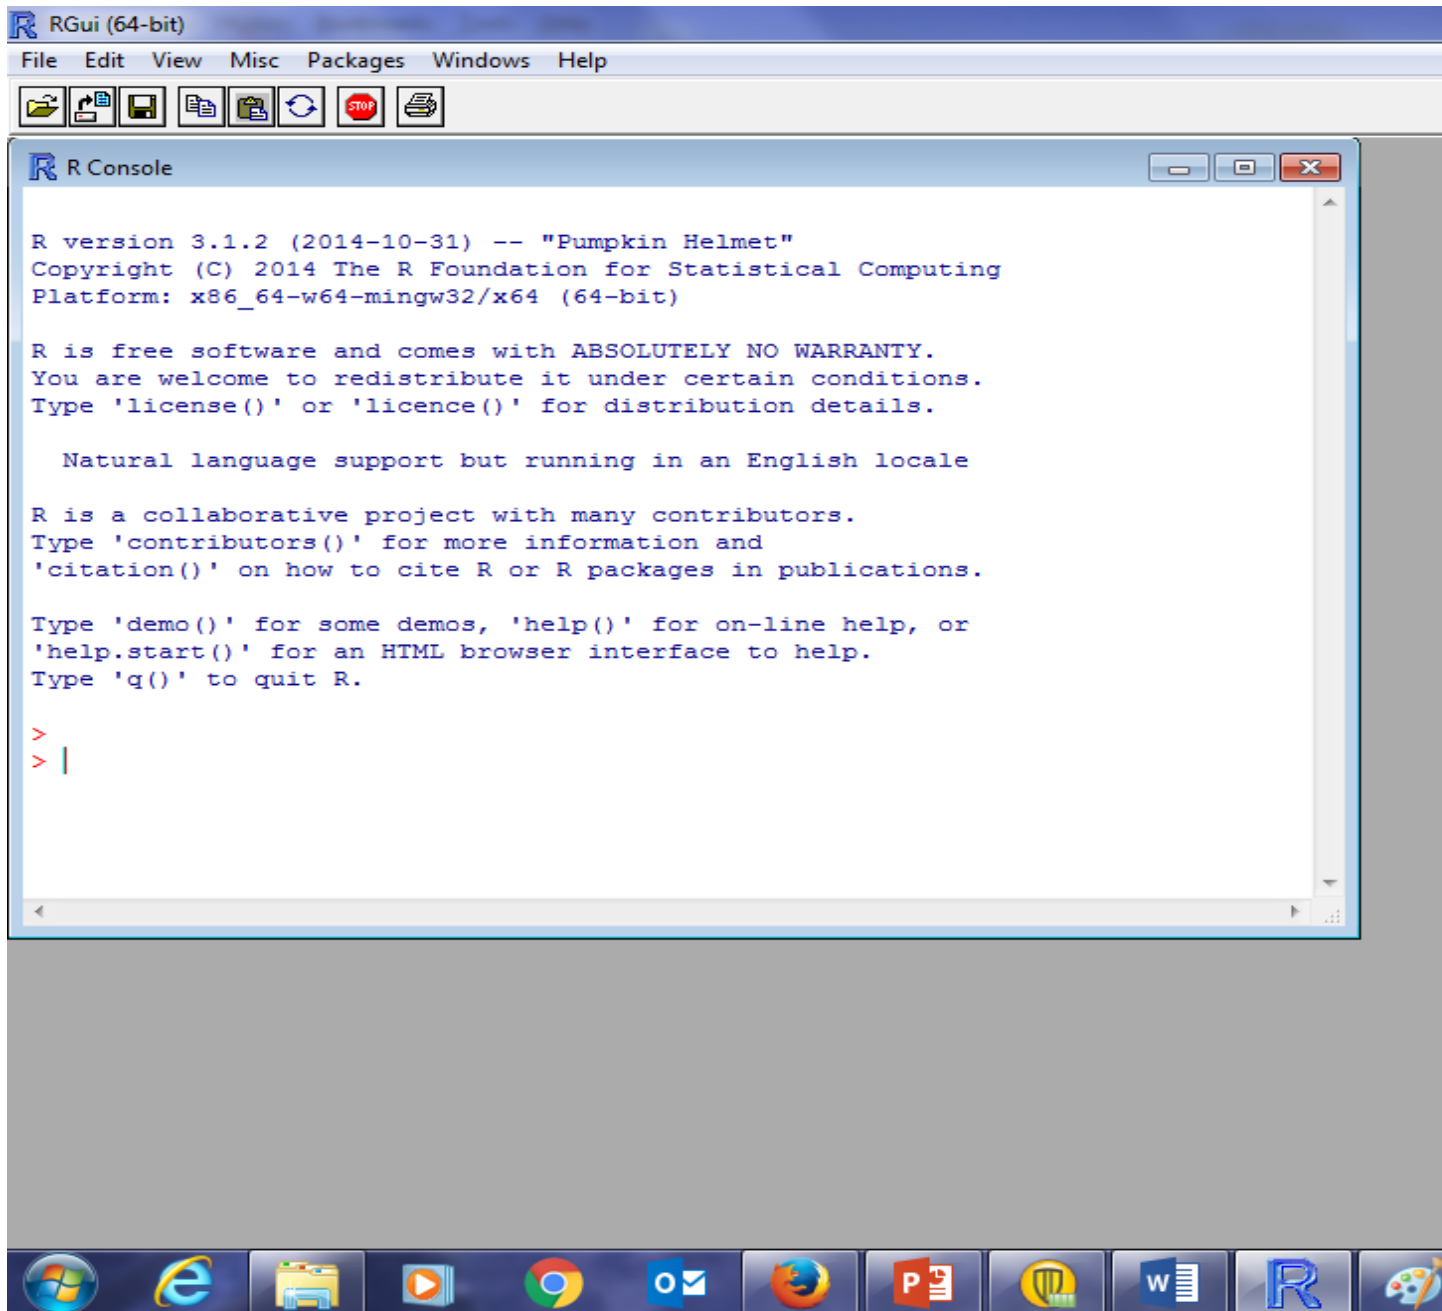 RGui (64-bit)
File Edit View Misc Packages Windows Help
STOP
R Console
R version 3.1.2 (2014-10-31) -- "Pumpkin Helmet"
Copyright (C) 2014 The R Foundation for Statistical Computing
Platform: x86_64-w64-mingw32/x64 (64-bit)
R is free software and comes with ABSOLUTELY NO WARRANTY.
You are welcome to redistribute it under certain conditions.
Type 'license()' or 'licence()' for distribution details.
Natural language support but running in an English locale
R is a collaborative project with many contributors.
Type 'contributors()' for more information and
'citation()' on how to cite R or R packages in publications.
Type 'demo()' for some demos, 'help()' for on-line help, or
'help.start()' for an HTML browser interface to help.
Type 'q()' to quit R.
>
>